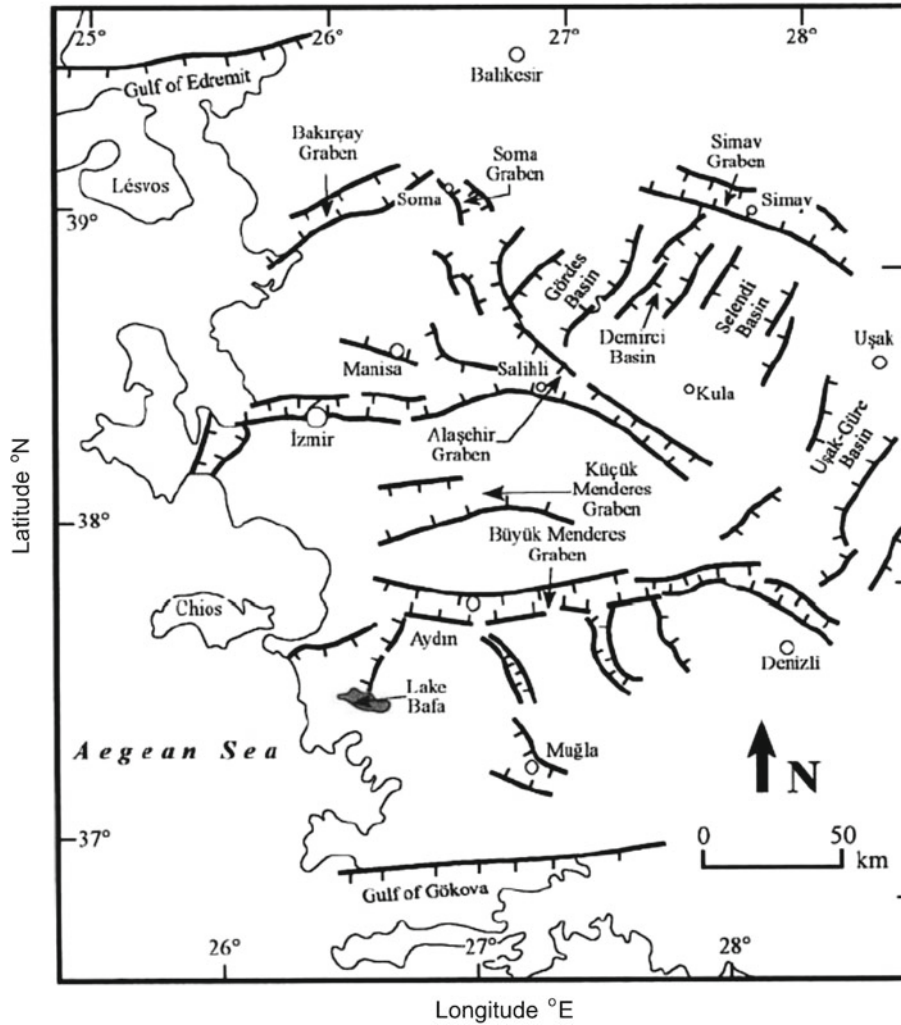 25°
26°
27°
28°
Gulf of Edremit
Balıkesir
Bakırçay
Graben
Soma
Graben
Simav
Graben
Lésvos
Soma
Simav
39°
Gördes
Basin
Demirci
Basin
Selendi
Basin
Uşak
Manisa
Salihli
Kula
İzmir
Alaşehir
Graben
Uşak-Güre
Basin
Küçük
Menderes
Graben
38°
Büyük Menderes
Graben
Chios
Aydın
Denizli
Lake
Bafa
Aegean Sea
Muğla
N
37°
0
50
km
Gulf of Gökova
26°
27°
28°
Latitude °N
Longitude °E